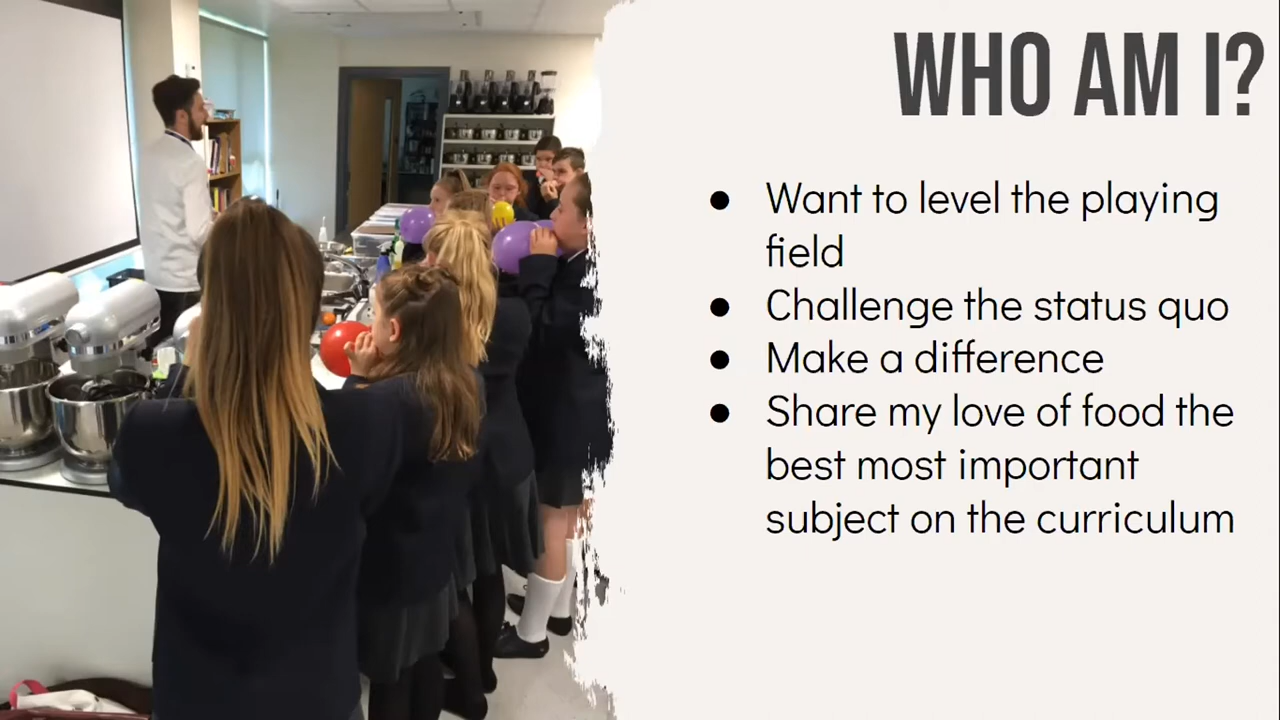 WHO AM I?
● Want to level the playing
field
● Challenge the status quo
● Make a difference
● Share my love of food the
best most important
subject on the curriculum